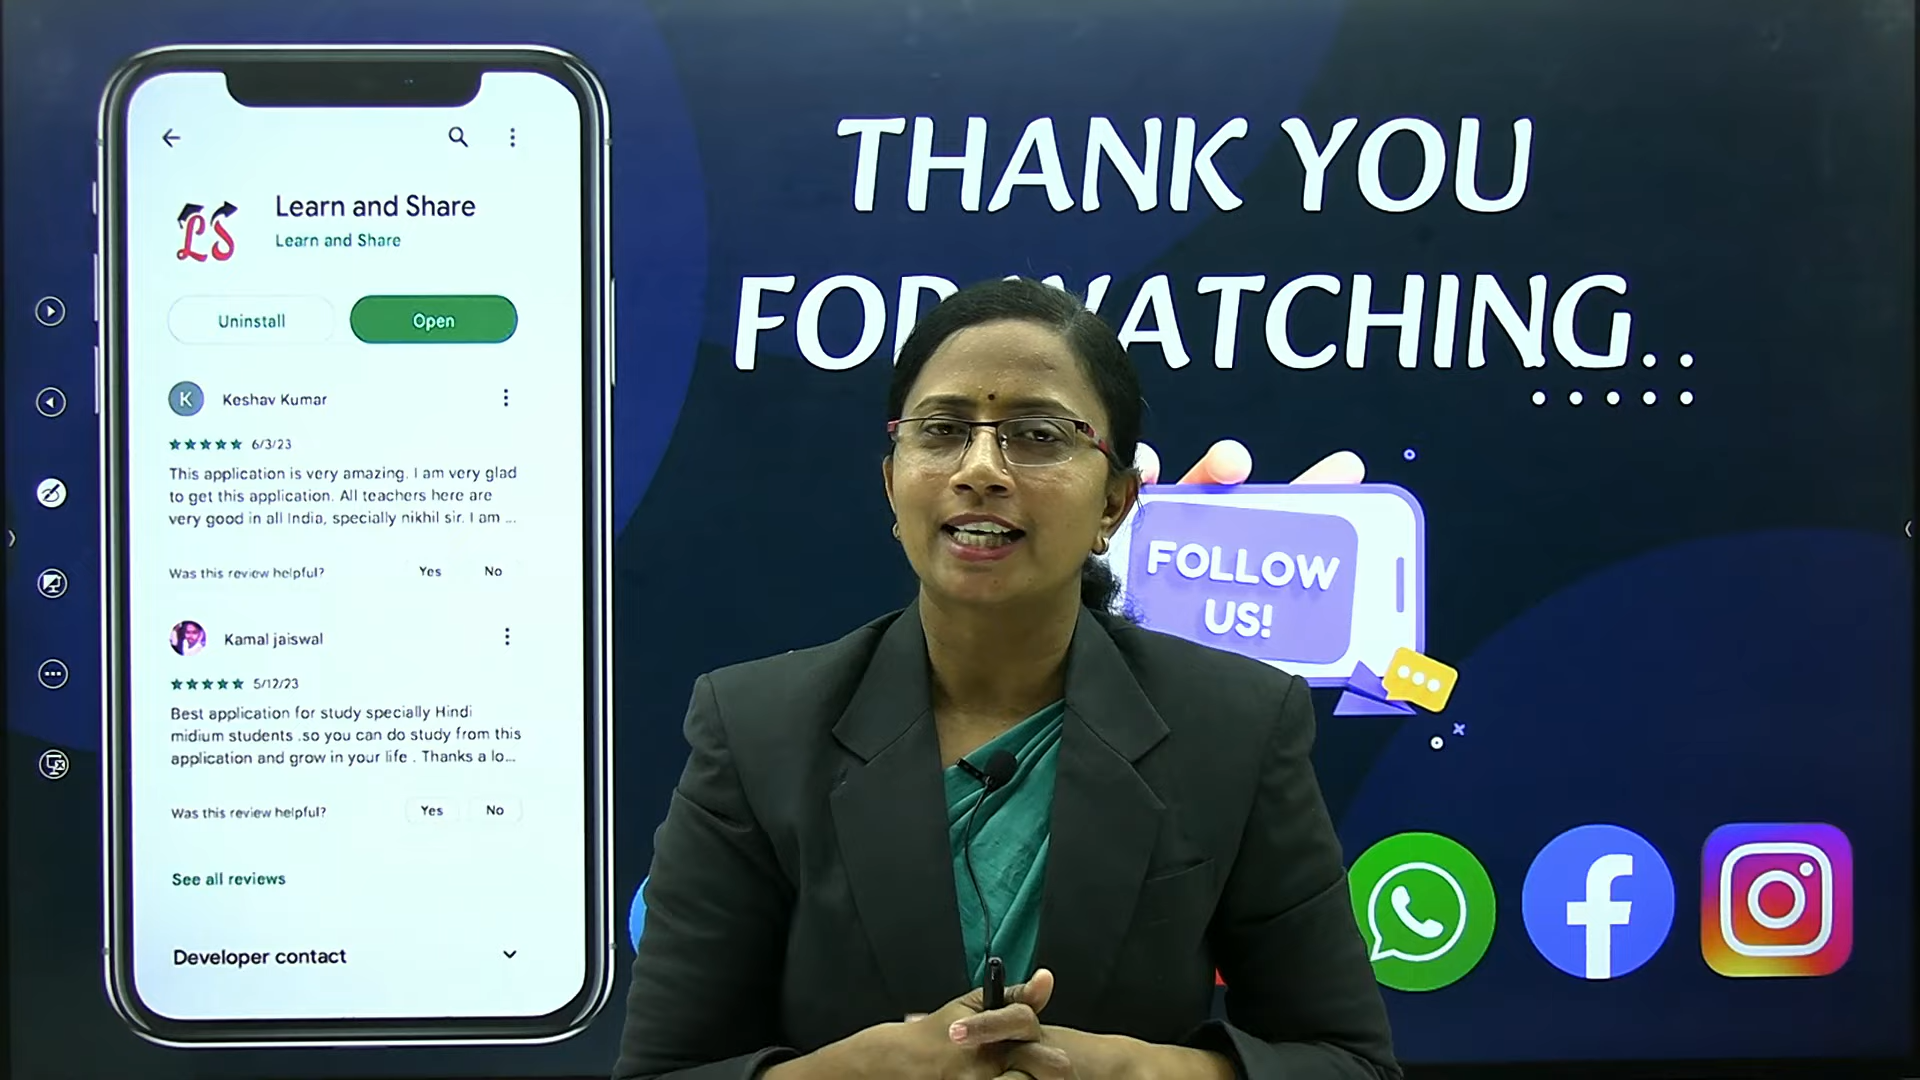 Learn and Share
Learn and Share
LS
Uninstall
Open
K
Keshav Kumar
6/3/23
This application is very amazing. I am very glad
to get this application. All teachers here are
very good in all India, specially nikhil sir. I am ...
Was this review helpful?
Yes
No
Kamal jaiswal
5/12/23
Best application for study specially Hindi
midium students .so you can do study from this
application and grow in your life . Thanks a lo...
Was this review helpful?
Yes
No
See all reviews
Developer contact
THANK YOU
FOR WATCHING..
FOLLOW
US!